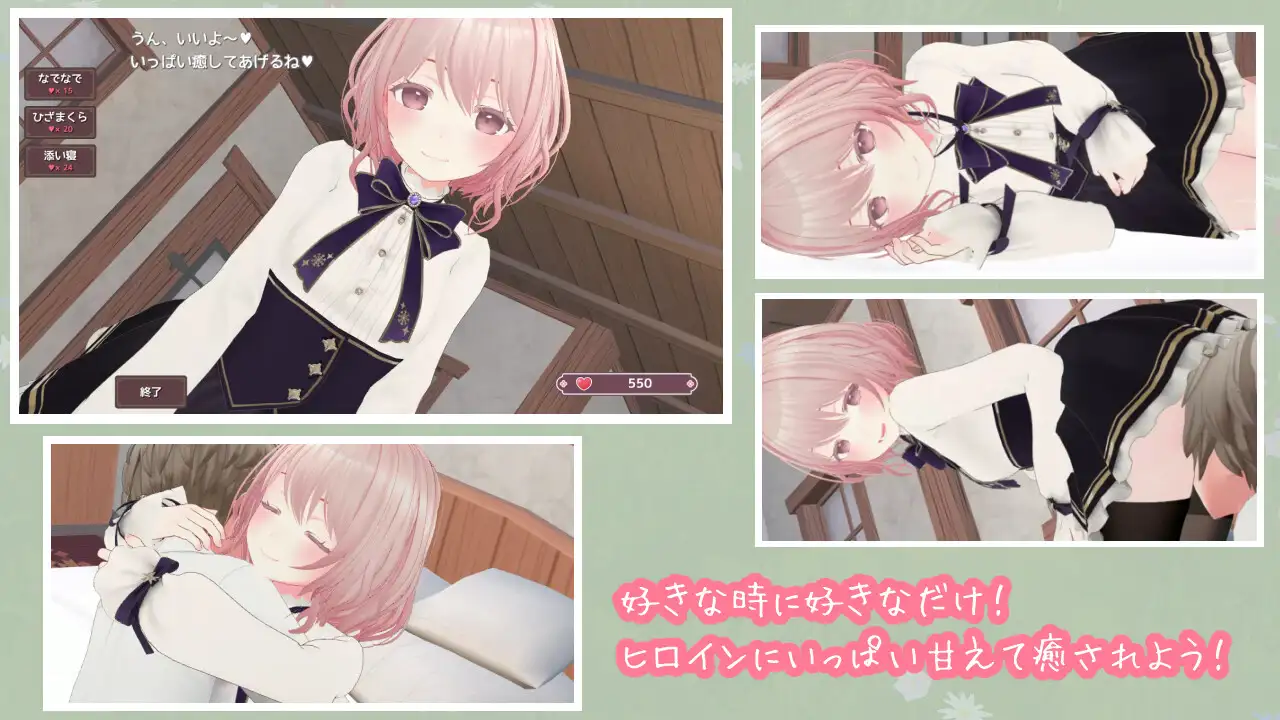 うん、いいよ～♥
いっぱい癒してあげるね♥
なでなで
♥× 15
ひざまくら
♥× 20
添い寝
♥× 24
終了
550
好きな時に好きなだけ！
ヒロインにいっぱい甘えて癒されよう！